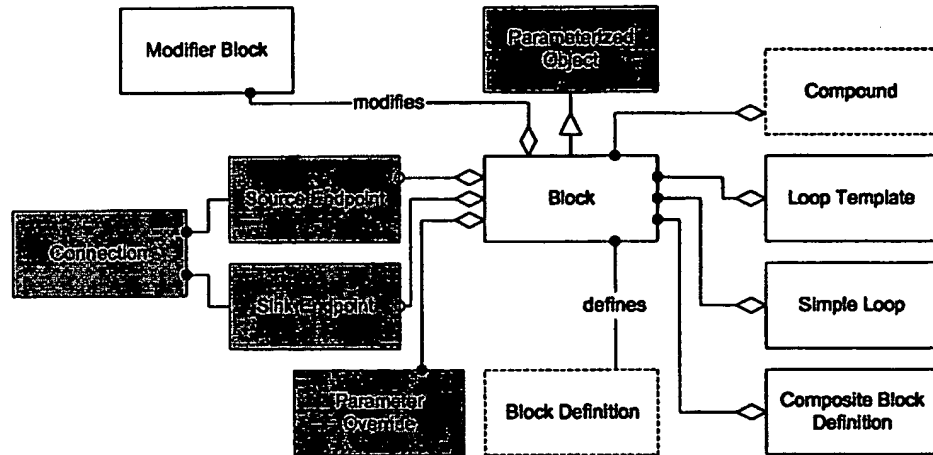 Modifier Block
Parameterized
Object
Compound
modifies
Source Endpoint
Block
Loop Template
Connection
Sink Endpoint
defines
Simple Loop
Parameter
Override
Block Definition
Composite Block
Definition